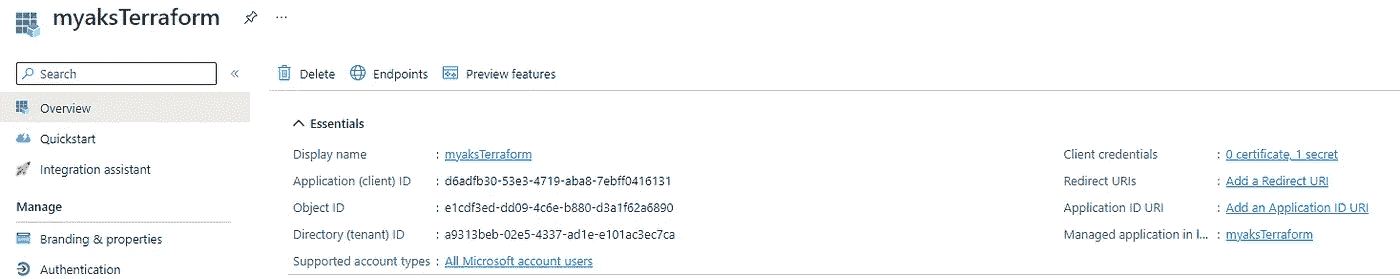 myaksTerraform ...
Search «
Overview
Quickstart
Integration assistant
Manage
Branding & properties
Authentication
Delete Endpoints Preview features
Essentials
Display name : myaksTerraform
Application (client) ID : d6adfb30-53e3-4719-aba8-7ebff0416131
Object ID : e1cdf3ed-dd09-4c6e-b880-d3a1f62a6890
Directory (tenant) ID : a9313beb-02e5-4337-ad1e-e101ac3ec7ca
Supported account types : All Microsoft account users
Client credentials : 0 certificate, 1 secret
Redirect URIs : Add a Redirect URI
Application ID URI : Add an Application ID URI
Managed application in l... : myaksTerraform